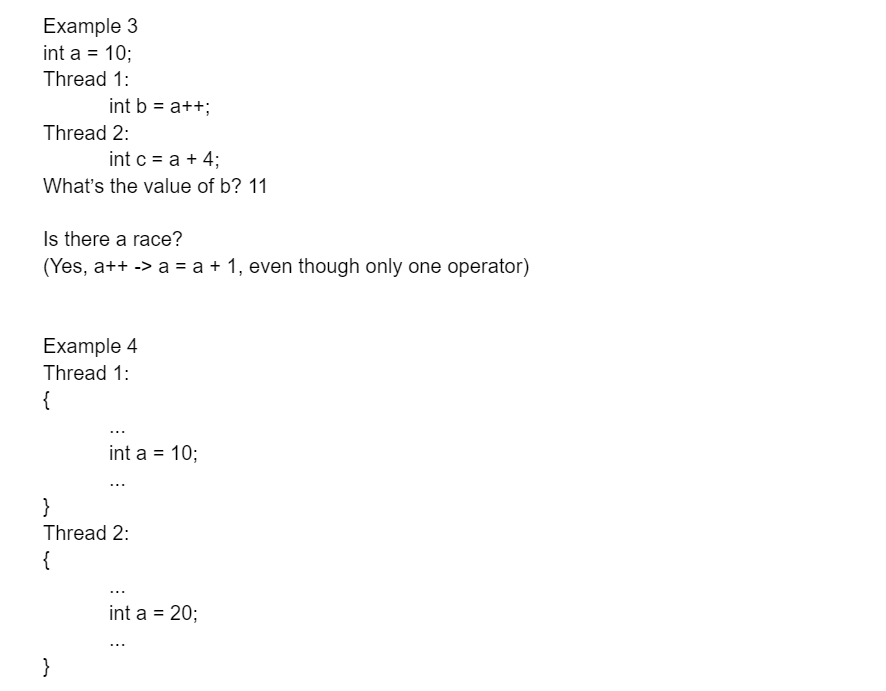 Example 3
int a = 10;
Thread 1:
int b = a++;
Thread 2:
int c = a + 4;
What's the value of b? 11
Is there a race?
(Yes, a++ -> a = a + 1, even though only one operator)
Example 4
Thread 1:
{
...
int a = 10;
...
}
Thread 2:
{
...
int a = 20;
...
}